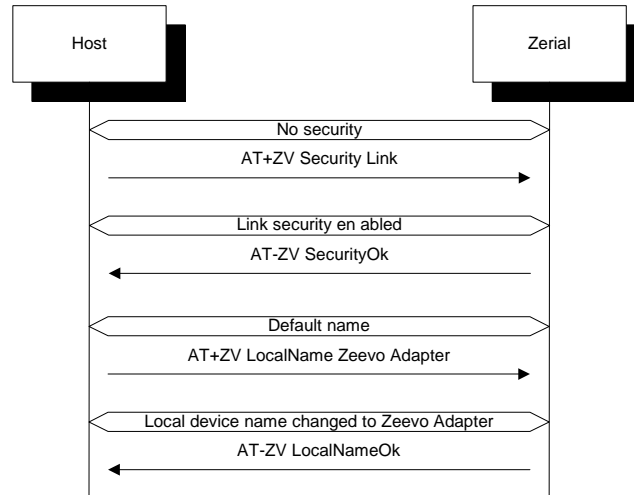 Host
Zerial
No security
AT+ZV Security Link
Link security en abled
AT-ZV SecurityOk
Default name
AT+ZV LocalName Zeevo Adapter
Local device name changed to Zeevo Adapter
AT-ZV LocalNameOk